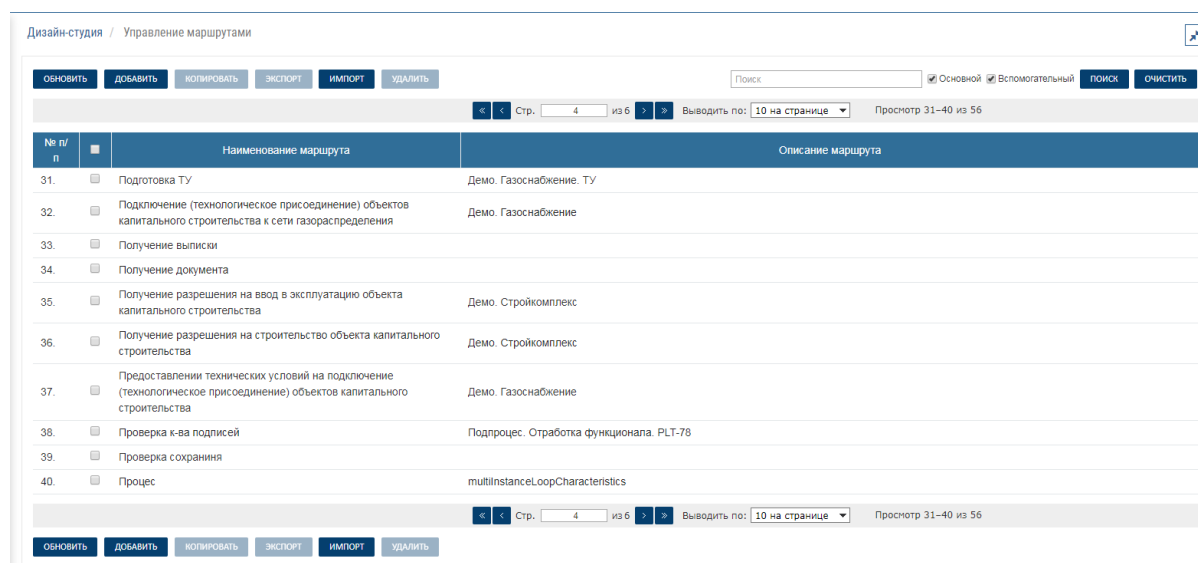 Дизайн-студия / Управление маршрутами
ОБНОВИТЬ ДОБАВИТЬ КОПИРОВАТЬ ЭКСПОРТ ИМПОРТ УДАЛИТЬ Поиск Основной Вспомогательный ПОИСК ОЧИСТИТЬ
« < Стр. 4 из 6 > » Выводить по: 10 на странице Просмотр 31–40 из 56
№ п/
п
Наименование маршрута Описание маршрута
31. Подготовка ТУ Демо. Газоснабжение. ТУ
32. Подключение (технологическое присоединение) объектов
капитального строительства к сети газораспределения Демо. Газоснабжение
33. Получение выписки
34. Получение документа
35. Получение разрешения на ввод в эксплуатацию объекта
капитального строительства Демо. Стройкомплекс
36. Получение разрешения на строительство объекта капитального
строительства Демо. Стройкомплекс
37. Предоставлении технических условий на подключение
(технологическое присоединение) объектов капитального
строительства Демо. Газоснабжение
38. Проверка к-ва подписей Подпроцес. Отработка функционала. PLT-78
39. Проверка сохраниня
40. Процес multiInstanceLoopCharacteristics
« < Стр. 4 из 6 > » Выводить по: 10 на странице Просмотр 31–40 из 56
ОБНОВИТЬ ДОБАВИТЬ КОПИРОВАТЬ ЭКСПОРТ ИМПОРТ УДАЛИТЬ